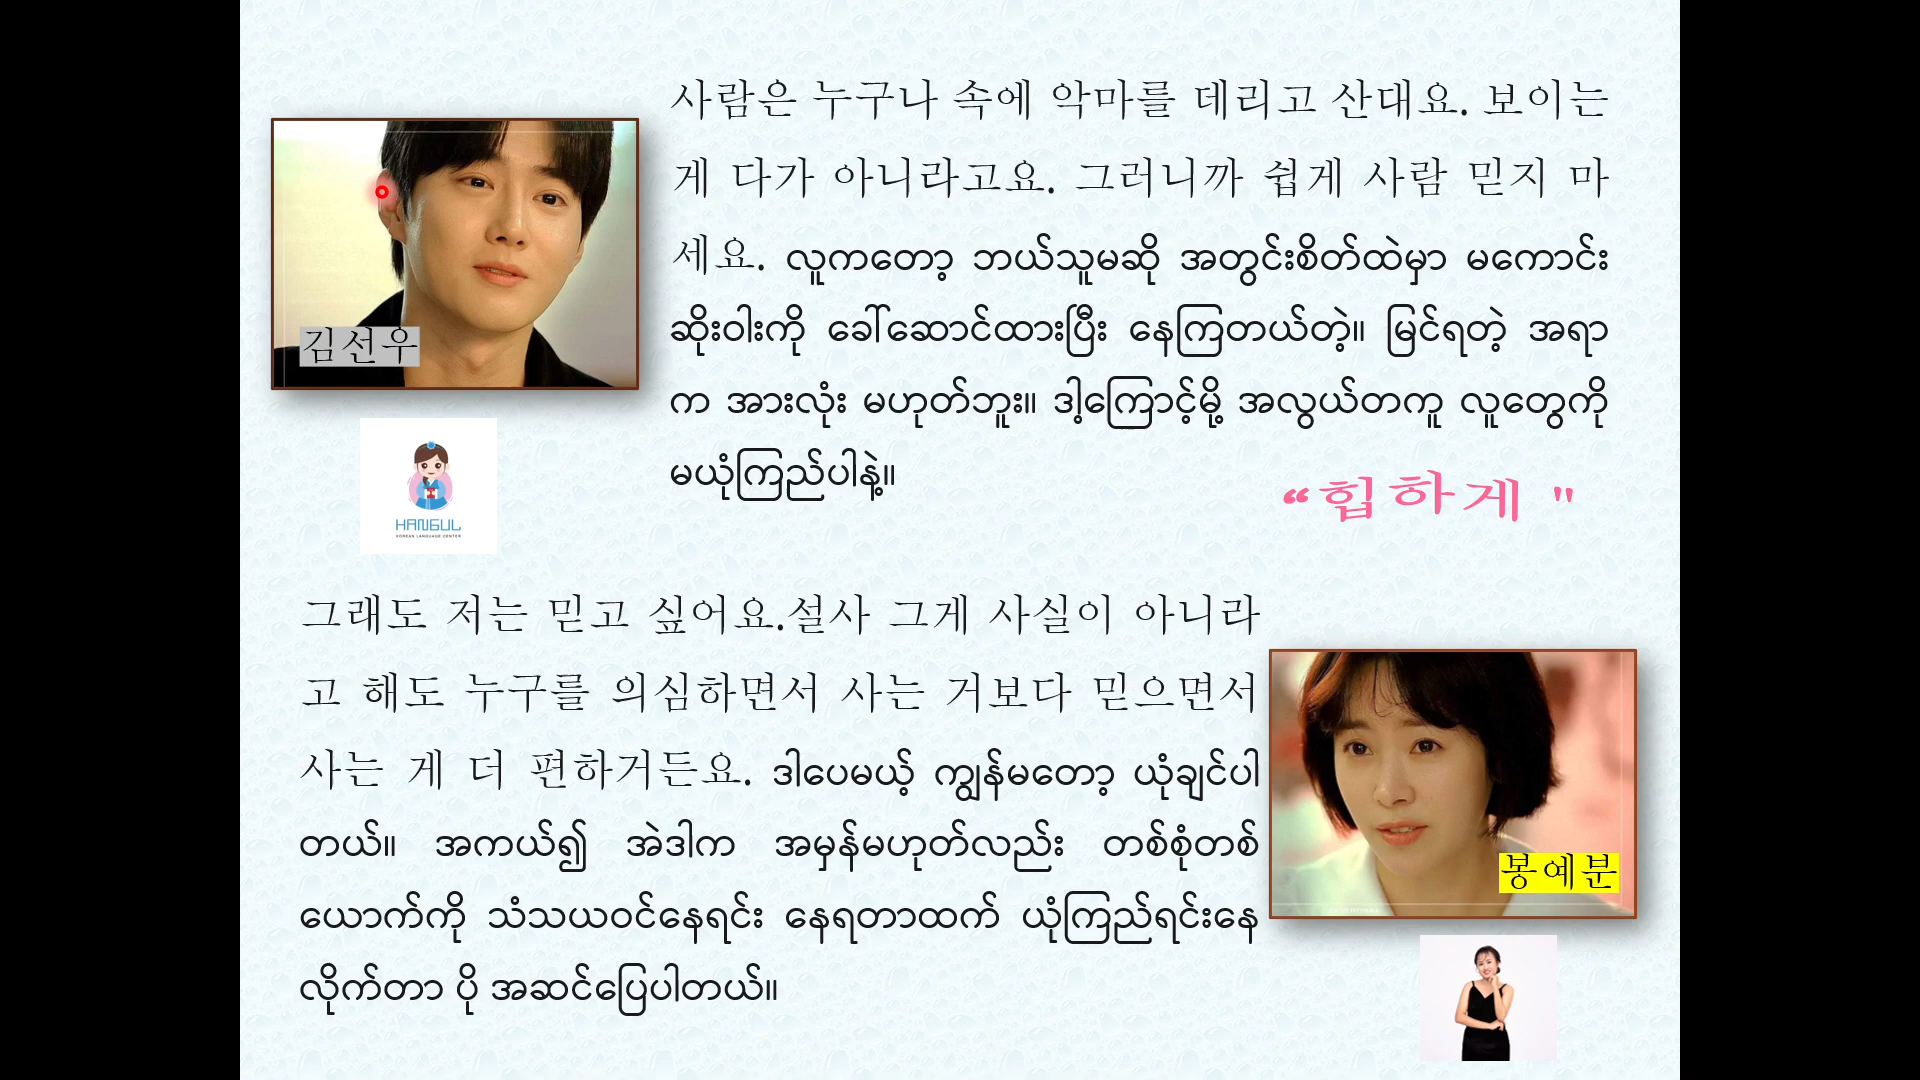 사람은 누구나 속에 악마를 데리고 산대요. 보이는
게 다가 아니라고요. 그러니까 쉽게 사람 믿지 마
세요. လူကတော့ ဘယ်သူမဆို အတွင်းစိတ်ထဲမှာ မကောင်း
ဆိုးဝါးကို ခေါ်ဆောင်ထားပြီး နေကြတယ်တဲ့။ မြင်ရတဲ့ အရာ
က အားလုံး မဟုတ်ဘူး။ ဒါ့ကြောင့်မို့ အလွယ်တကူ လူတွေကို
မယုံကြည်ပါနဲ့။
김선우
HANGUL
KOREAN LANGUAGE CENTER
“힙하게 "
그래도 저는 믿고 싶어요.설사 그게 사실이 아니라
고 해도 누구를 의심하면서 사는 거보다 믿으면서
사는 게 더 편하거든요. ဒါပေမယ့် ကျွန်မတော့ ယုံချင်ပါ
တယ်။ အကယ်၍ အဲဒါက အမှန်မဟုတ်လည်း တစ်စုံတစ်
ယောက်ကို သံသယဝင်နေရင်း နေရတာထက် ယုံကြည်ရင်းနေ
လိုက်တာ ပို အဆင်ပြေပါတယ်။
봉예분